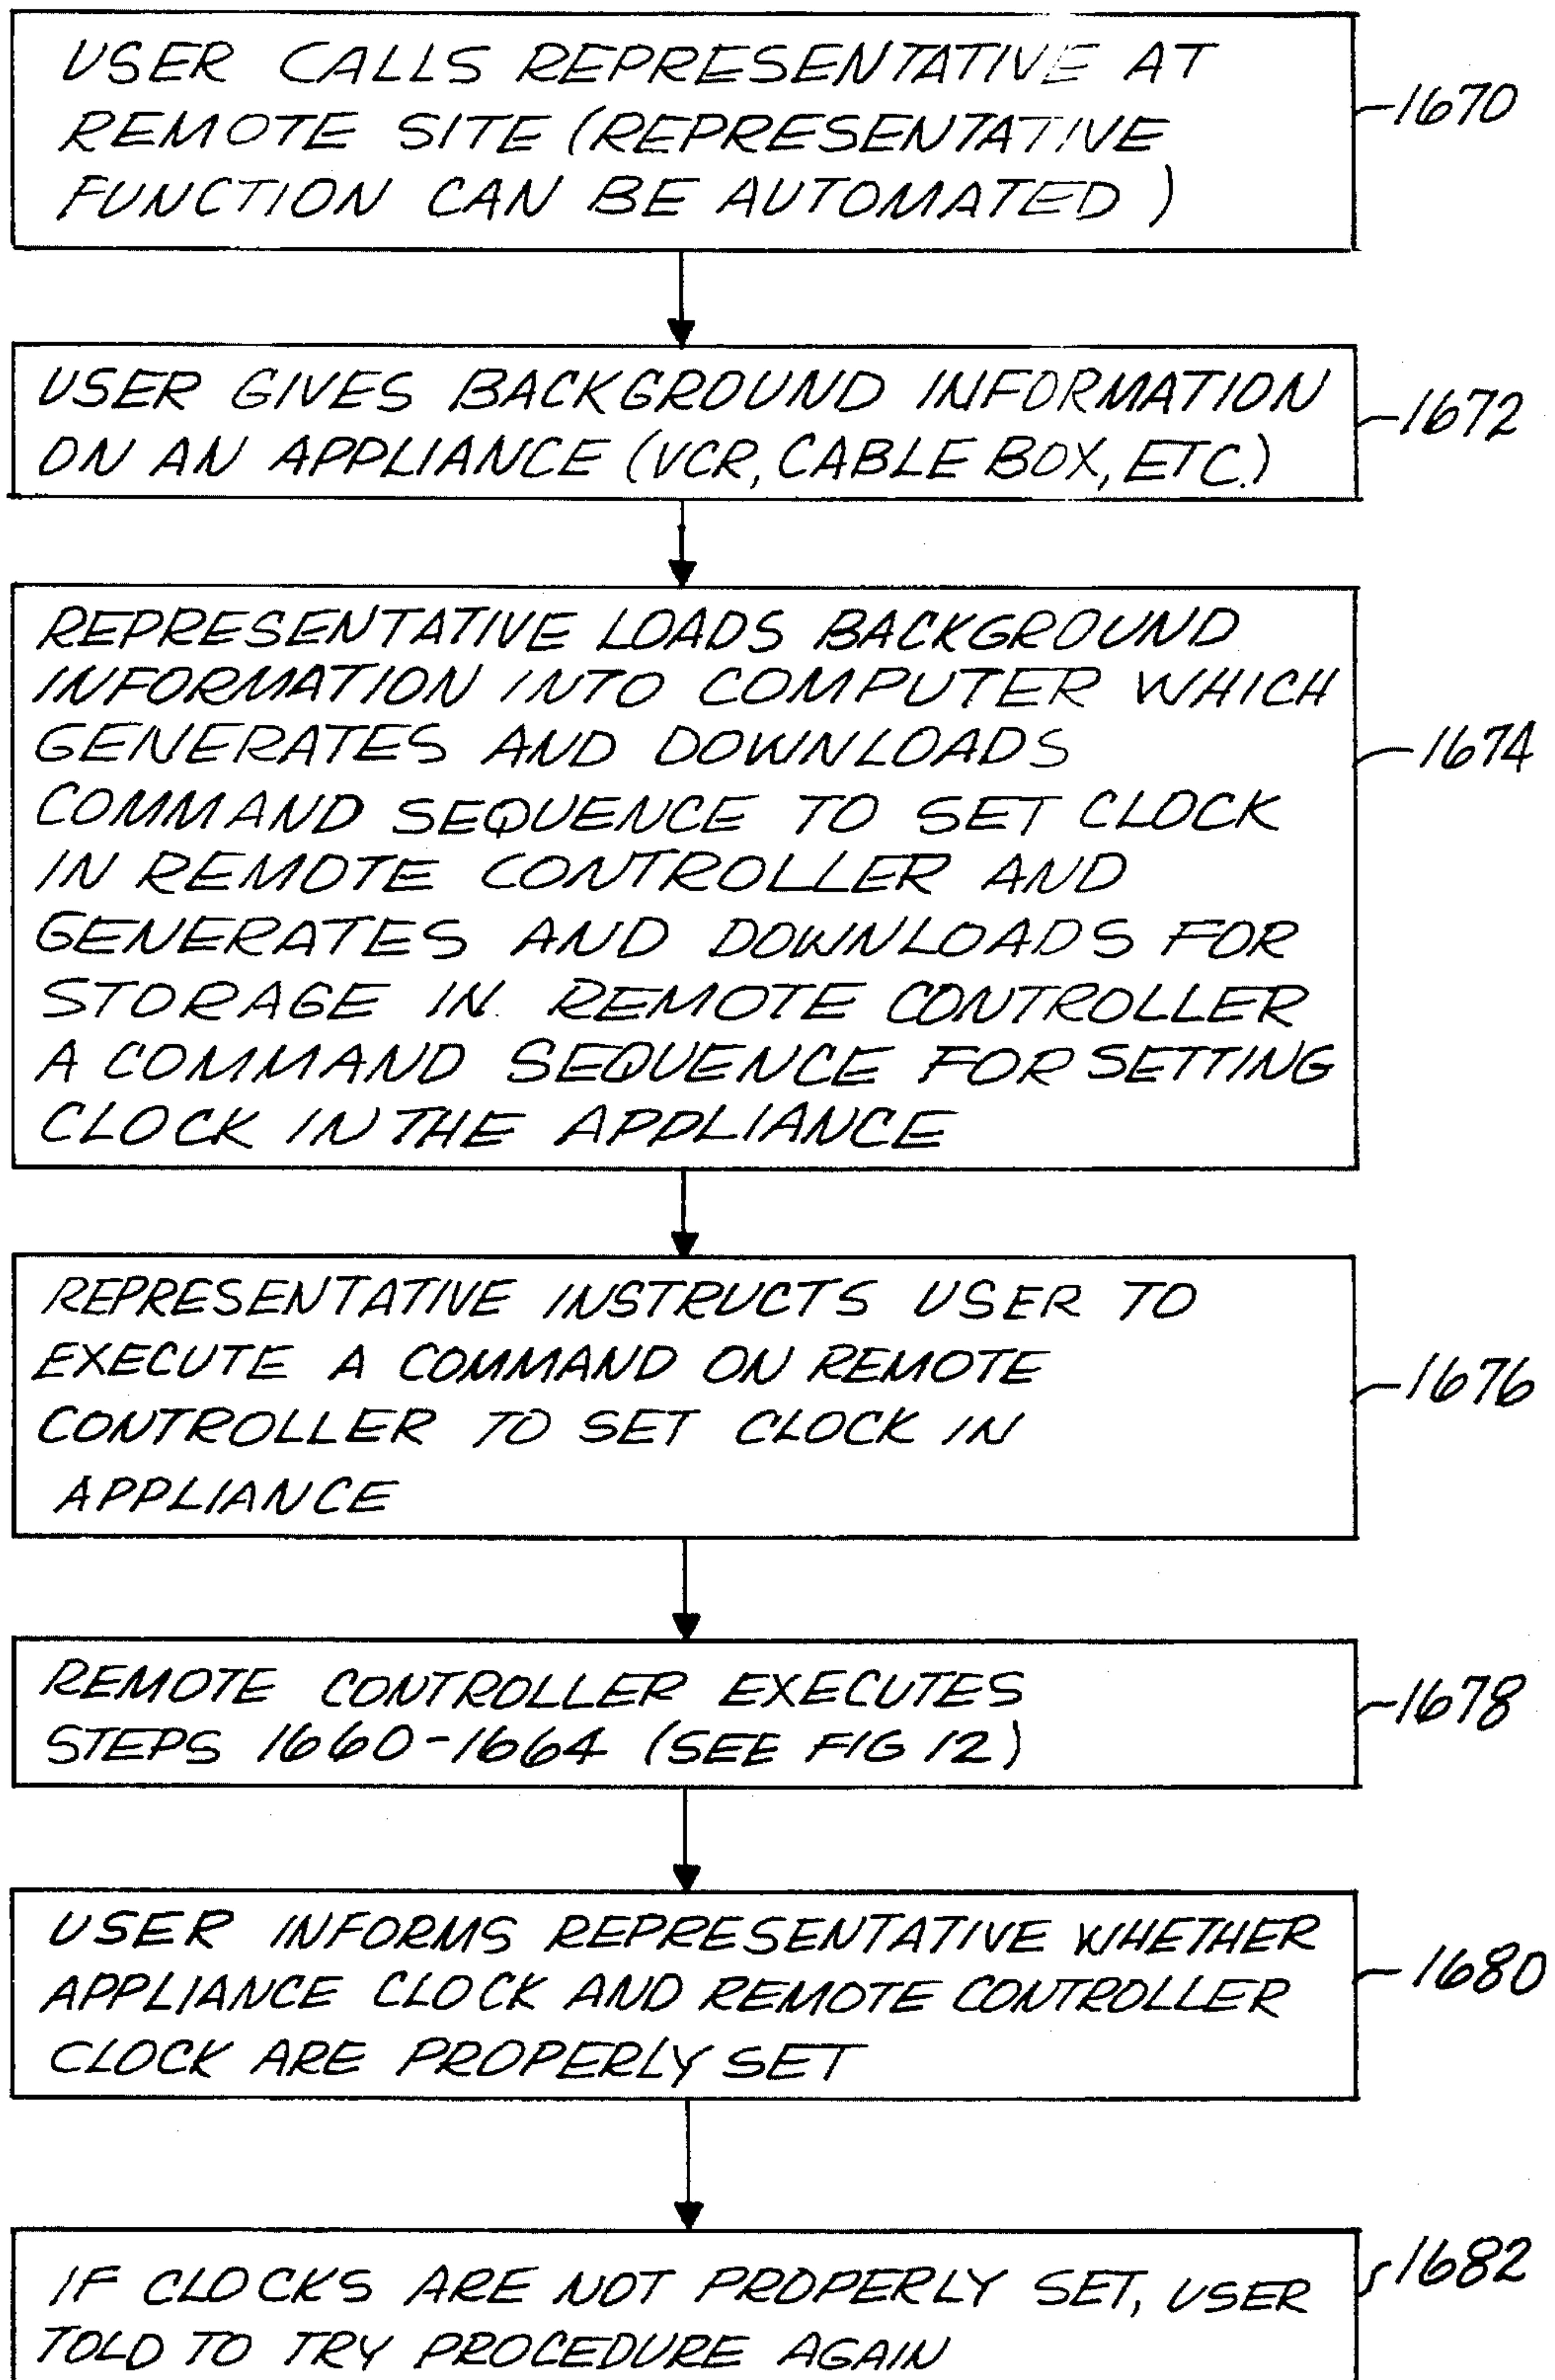 USER CALLS REPRESENTATIVE AT
REMOTE SITE (REPRESENTATIVE
FUNCTION CAN BE AUTOMATED)
1670
USER GIVES BACKGROUND INFORMATION
ON AN APPLIANCE (VCR, CABLE BOX, ETC.)
1672
REPRESENTATIVE LOADS BACKGROUND
INFORMATION INTO COMPUTER WHICH
GENERATES AND DOWNLOADS
COMMAND SEQUENCE TO SET CLOCK
IN REMOTE CONTROLLER AND
GENERATES AND DOWNLOADS FOR
STORAGE IN REMOTE CONTROLLER
A COMMAND SEQUENCE FOR SETTING
CLOCK IN THE APPLIANCE
1674
REPRESENTATIVE INSTRUCTS USER TO
EXECUTE A COMMAND ON REMOTE
CONTROLLER TO SET CLOCK IN
APPLIANCE
1676
REMOTE CONTROLLER EXECUTES
STEPS 1660-1664 (SEE FIG 12)
1678
USER INFORMS REPRESENTATIVE WHETHER
APPLIANCE CLOCK AND REMOTE CONTROLLER
CLOCK ARE PROPERLY SET
1680
IF CLOCKS ARE NOT PROPERLY SET, USER
TOLD TO TRY PROCEDURE AGAIN
1682